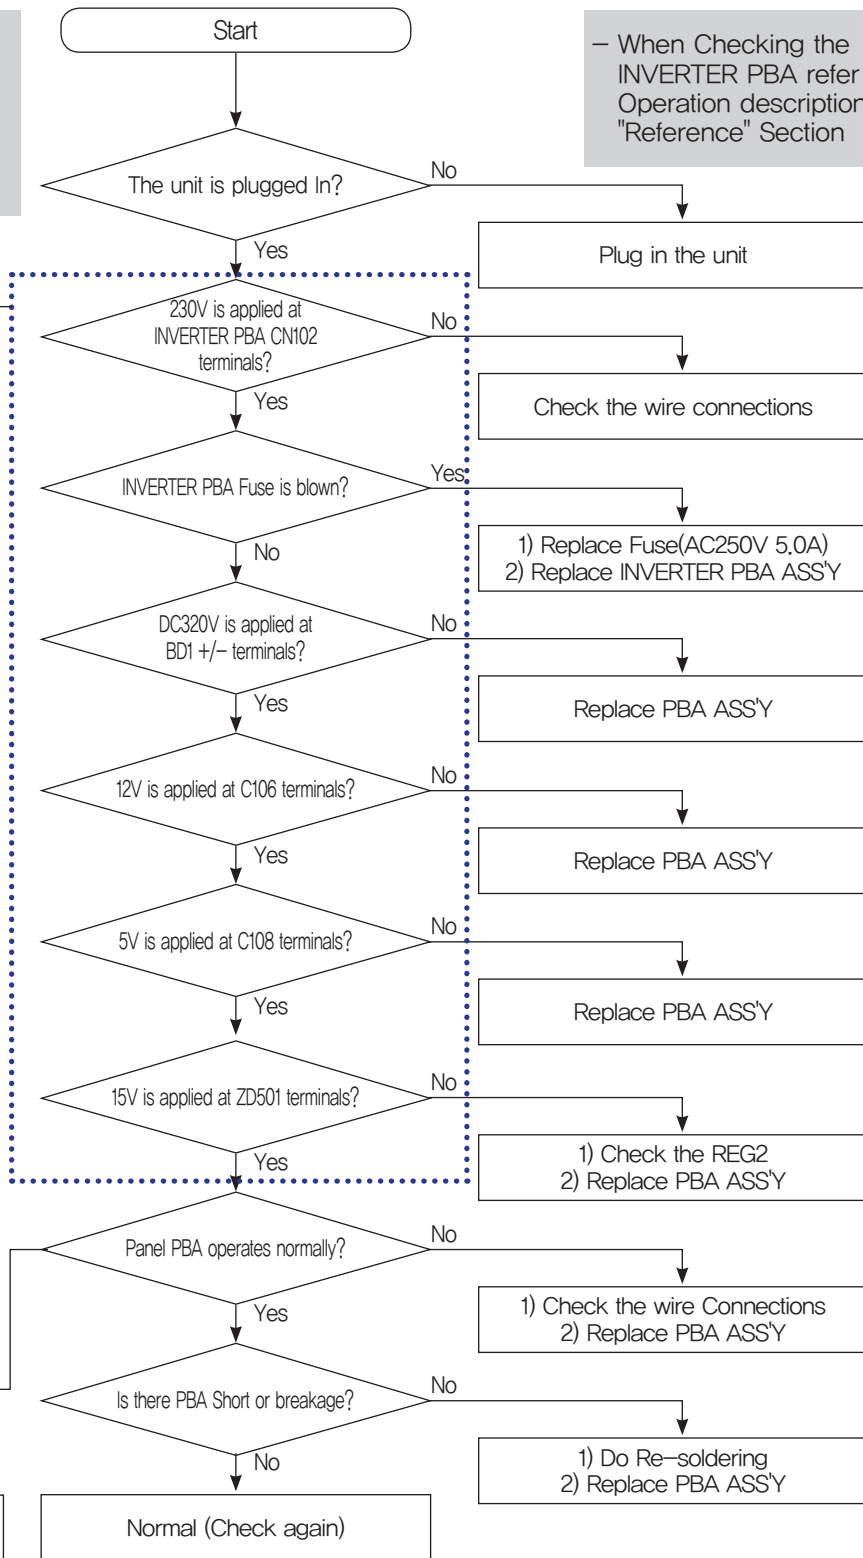 Start
– When Checking the
INVERTER PBA refer
Operation description
"Reference" Section
The unit is plugged In?
No
Yes
Plug in the unit
230V is applied at
INVERTER PBA CN102
terminals?
No
Yes
Check the wire connections
INVERTER PBA Fuse is blown?
Yes
No
1) Replace Fuse(AC250V 5.0A)
2) Replace INVERTER PBA ASS'Y
DC320V is applied at
BD1 +/– terminals?
No
Yes
Replace PBA ASS'Y
12V is applied at C106 terminals?
No
Yes
Replace PBA ASS'Y
5V is applied at C108 terminals?
No
Yes
Replace PBA ASS'Y
15V is applied at ZD501 terminals?
No
Yes
1) Check the REG2
2) Replace PBA ASS'Y
Panel PBA operates normally?
No
Yes
1) Check the wire Connections
2) Replace PBA ASS'Y
Is there PBA Short or breakage?
No
No
1) Do Re–soldering
2) Replace PBA ASS'Y
Normal (Check again)